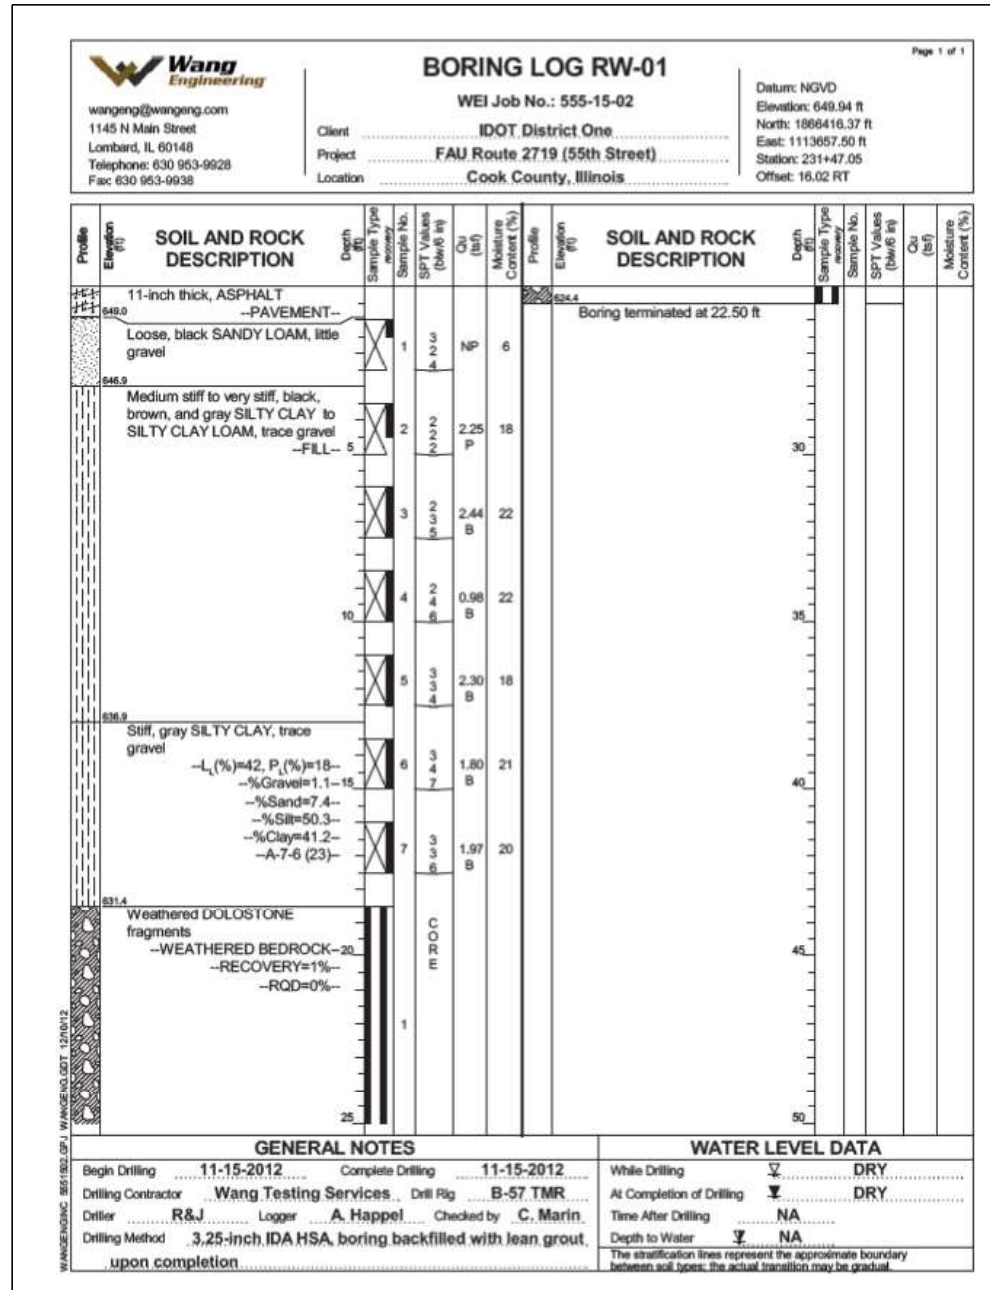 Page 1 of 1
Wang
Engineering
wangeng@wangeng.com
1145 N Main Street
Lombard, IL 60148
Telephone: 630 953-9928
Fax: 630 953-9938
BORING LOG RW-01
WEI Job No.: 555-15-02
Client IDOT District One
Project FAU Route 2719 (55th Street)
Location Cook County, Illinois
Datum: NGVD
Elevation: 649.94 ft
North: 1866416.37 ft
East: 1113657.50 ft
Station: 231+47.05
Offset: 16.02 RT
Profile Elevation (ft) SOIL AND ROCK DESCRIPTION Depth (ft) Sample Type recovery Sample No. SPT Values (blw/6 in) Qu (tsf) Moisture Content (%)
Profile Elevation (ft) SOIL AND ROCK DESCRIPTION Depth (ft) Sample Type recovery Sample No. SPT Values (blw/6 in) Qu (tsf) Moisture Content (%)
11-inch thick, ASPHALT
649.0 --PAVEMENT--
Loose, black SANDY LOAM, little
gravel
1 3 2 4 NP 6
646.9
Medium stiff to very stiff, black,
brown, and gray SILTY CLAY to
SILTY CLAY LOAM, trace gravel
--FILL-- 5
2 2 2 2 2.25 P 18
3 2 3 5 2.44 B 22
4 2 4 6 0.98 B 22
10
5 3 3 4 2.30 B 18
636.9
Stiff, gray SILTY CLAY, trace
gravel
--LL(%)=42, PL(%)=18--
6 3 4 7 1.80 B 21
--%Gravel=1.1--15
--%Sand=7.4--
--%Silt=50.3--
--%Clay=41.2--
--A-7-6 (23)--
7 3 3 6 1.97 B 20
631.4
Weathered DOLOSTONE
fragments
--WEATHERED BEDROCK--20
--RECOVERY=1%--
--RQD=0%--
1 CORE
25
624.4
Boring terminated at 22.50 ft
30
35
40
45
50
GENERAL NOTES
Begin Drilling 11-15-2012 Complete Drilling 11-15-2012
Drilling Contractor Wang Testing Services Drill Rig B-57 TMR
Driller R&J Logger A. Happel Checked by C. Marin
Drilling Method 3.25-inch IDA HSA, boring backfilled with lean grout
upon completion
WATER LEVEL DATA
While Drilling DRY
At Completion of Drilling DRY
Time After Drilling NA
Depth to Water NA
The stratification lines represent the approximate boundary
between soil types; the actual transition may be gradual.
WANGENGINC 5551502.GPJ WANGENG.GDT 12/10/12